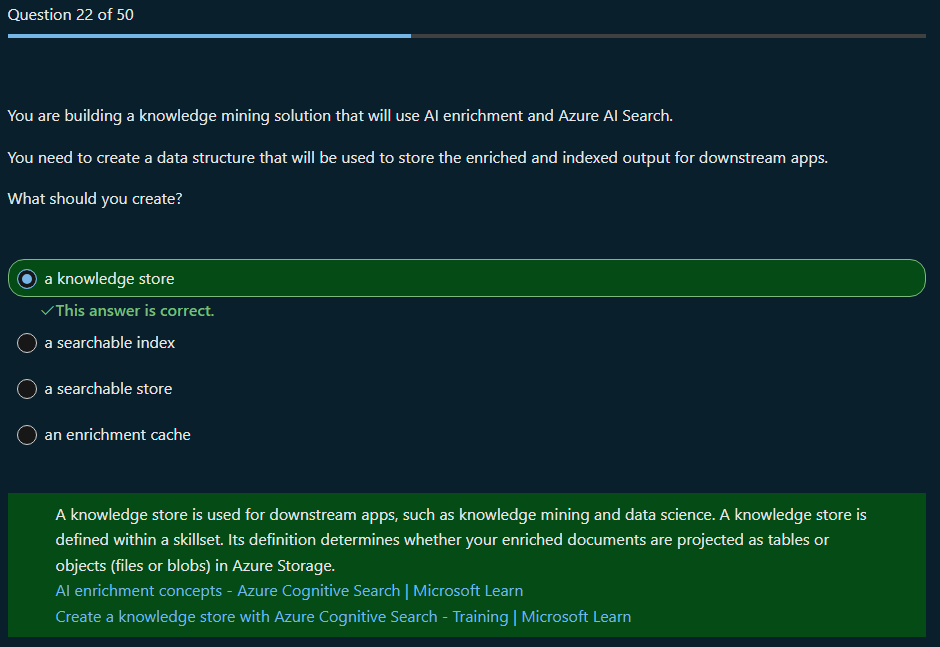 Question 22 of 50
You are building a knowledge mining solution that will use AI enrichment and Azure AI Search.
You need to create a data structure that will be used to store the enriched and indexed output for downstream apps.
What should you create?
a knowledge store
✓This answer is correct.
a searchable index
a searchable store
an enrichment cache
A knowledge store is used for downstream apps, such as knowledge mining and data science. A knowledge store is
defined within a skillset. Its definition determines whether your enriched documents are projected as tables or
objects (files or blobs) in Azure Storage.
AI enrichment concepts - Azure Cognitive Search | Microsoft Learn
Create a knowledge store with Azure Cognitive Search - Training | Microsoft Learn